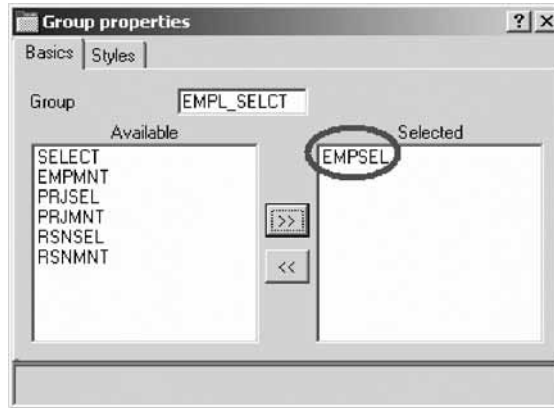 Group properties
? ×
Basics
Styles
Group
EMPL_SELCT
Available
Selected
SELECT
EMPMNT
PRJSEL
PRJMNT
RSNSEL
RSNMNT
>>
<<
EMPSEL